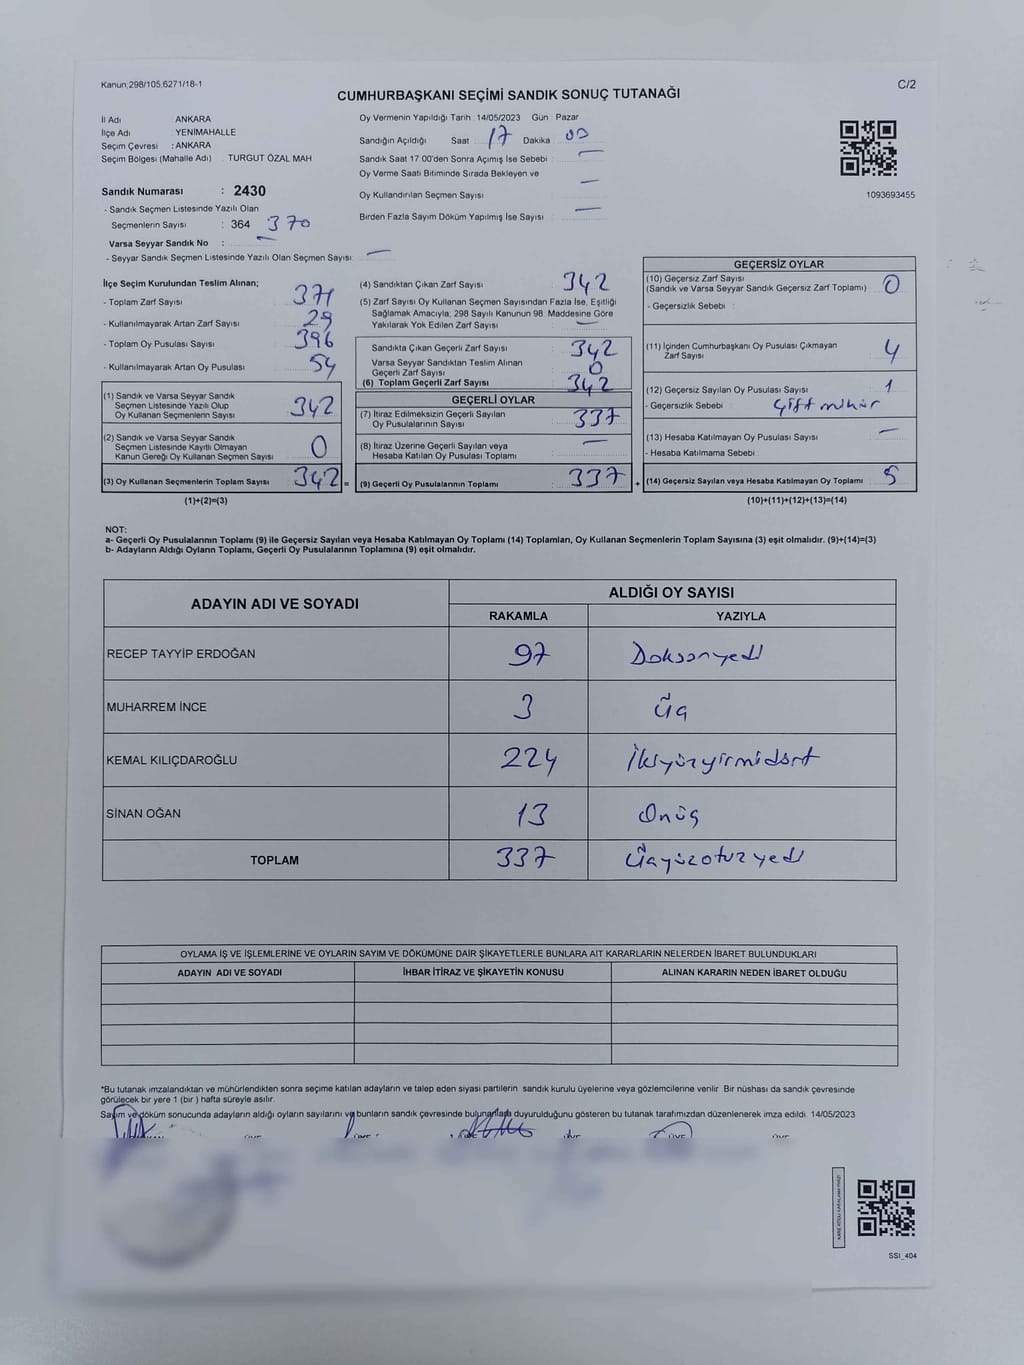 Kanun;298/105;6271/18-1
C/2
CUMHURBAŞKANI SEÇİMİ SANDIK SONUÇ TUTANAĞI
İl Adı ANKARA
İlçe Adı YENİMAHALLE
Seçim Çevresi : ANKARA
Seçim Bölgesi (Mahalle Adı) TURGUT ÖZAL MAH
Sandık Numarası : 2430
- Sandık Seçmen Listesinde Yazılı Olan
Seçmenlerin Sayısı : 364 370
Varsa Seyyar Sandık No :
- Seyyar Sandık Seçmen Listesinde Yazılı Olan Seçmen Sayısı:
Oy Vermenin Yapıldığı Tarih : 14/05/2023 Gün Pazar
Sandığın Açıldığı Saat 17 Dakika 00
Sandık Saat 17.00'den Sonra Açımış İse Sebebi
Oy Verme Saati Bitiminde Sırada Bekleyen ve
Oy Kullandırılan Seçmen Sayısı
Birden Fazla Sayım Döküm Yapılmış İse Sayısı
1093693455
İlçe Seçim Kurulundan Teslim Alınan;
- Toplam Zarf Sayısı 371
- Kullanılmayarak Artan Zarf Sayısı 29
- Toplam Oy Pusulası Sayısı 396
- Kullanılmayarak Artan Oy Pusulası 54
(1) Sandık ve Varsa Seyyar Sandık
Seçmen Listesinde Yazılı Olup
Oy Kullanan Seçmenlerin Sayısı 342
(2) Sandık ve Varsa Seyyar Sandık
Seçmen Listesinde Kayıtlı Olmayan
Kanun Gereği Oy Kullanan Seçmen Sayısı 0
(3) Oy Kullanan Seçmenlerin Toplam Sayısı 342 =
(1)+(2)=(3)
(4) Sandıktan Çıkan Zarf Sayısı 342
(5) Zarf Sayısı Oy Kullanan Seçmen Sayısından Fazla İse, Eşitliği
Sağlamak Amacıyla; 298 Sayılı Kanunun 98. Maddesine Göre
Yakılarak Yok Edilen Zarf Sayısı
Sandıkta Çıkan Geçerli Zarf Sayısı 342
Varsa Seyyar Sandıktan Teslim Alınan
Geçerli Zarf Sayısı 0
(6) Toplam Geçerli Zarf Sayısı 342
GEÇERLİ OYLAR
(7) İtiraz Edilmeksizin Geçerli Sayılan
Oy Pusulalarının Sayısı 337
(8) İtiraz Üzerine Geçerli Sayılan veya
Hesaba Katılan Oy Pusulası Toplamı
(9) Geçerli Oy Pusulalarının Toplamı 337 +
GEÇERSİZ OYLAR
(10) Geçersiz Zarf Sayısı
(Sandık ve Varsa Seyyar Sandık Geçersiz Zarf Toplamı) 0
- Geçersizlik Sebebi :
(11) İçinden Cumhurbaşkanı Oy Pusulası Çıkmayan
Zarf Sayısı 4
(12) Geçersiz Sayılan Oy Pusulası Sayısı 1
- Geçersizlik Sebebi Çift mühür
(13) Hesaba Katılmayan Oy Pusulası Sayısı
- Hesaba Katılmama Sebebi
(14) Geçersiz Sayılan veya Hesaba Katılmayan Oy Toplamı 5
(10)+(11)+(12)+(13)=(14)
NOT:
a- Geçerli Oy Pusulalarının Toplamı (9) ile Geçersiz Sayılan veya Hesaba Katılmayan Oy Toplamı (14) Toplamları, Oy Kullanan Seçmenlerin Toplam Sayısına (3) eşit olmalıdır. (9)+(14)=(3)
b- Adayların Aldığı Oyların Toplamı, Geçerli Oy Pusulalarının Toplamına (9) eşit olmalıdır.
ADAYIN ADI VE SOYADI ALDIĞI OY SAYISI
RAKAMLA YAZIYLA
RECEP TAYYİP ERDOĞAN 97 Doksanyedi
MUHARREM İNCE 3 Üç
KEMAL KILIÇDAROĞLU 224 İkiyüzyirmidört
SİNAN OĞAN 13 Onüç
TOPLAM 337 Üçyüzotuzyedi
OYLAMA İŞ VE İŞLEMLERİNE VE OYLARIN SAYIM VE DÖKÜMÜNE DAİR ŞİKAYETLERLE BUNLARA AİT KARARLARIN NELERDEN İBARET BULUNDUKLARI
ADAYIN ADI VE SOYADI İHBAR İTİRAZ VE ŞİKAYETİN KONUSU ALINAN KARARIN NEDEN İBARET OLDUĞU
*Bu tutanak imzalandıktan ve mühürlendikten sonra seçime katılan adayların ve talep eden siyasi partilerin sandık kurulu üyelerine veya gözlemcilerine verilir Bir nüshası da sandık çevresinde
görülecek bir yere 1 (bir ) hafta süreyle asılır.
Sayım ve döküm sonucunda adayların aldığı oyların sayılarını ve bunların sandık çevresinde bulunanlara duyurulduğunu gösteren bu tutanak tarafımızdan düzenlenerek imza edildi. 14/05/2023
SSI_404